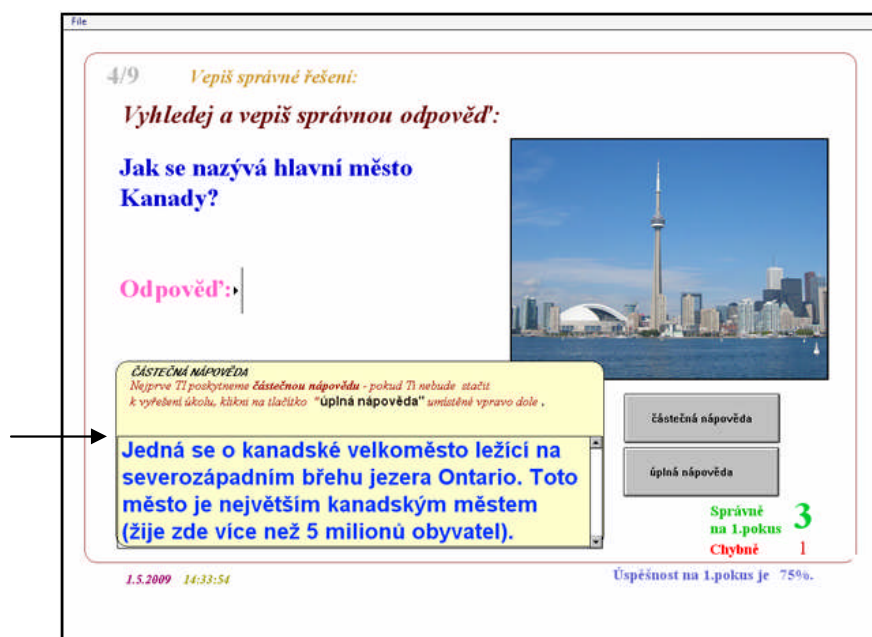 File
4/9 Vepiš správné řešení:
Vyhledej a vepiš správnou odpověď:
Jak se nazývá hlavní město
Kanady?
Odpověď:
ČÁSTEČNÁ NÁPOVĚDA
Nejprve TI poskytneme částečnou nápovědu - pokud Ti nebude stačit
k vyřešení úkolu, klikni na tlačítko "úplná nápověda" umístěné vpravo dole .
Jedná se o kanadské velkoměsto ležící na
severozápadním břehu jezera Ontario. Toto
město je největším kanadským městem
(žije zde více než 5 milionů obyvatel).
částečná nápověda
úplná nápověda
Správně
na 1.pokus 3
Chybně 1
1.5.2009 14:33:54
Úspěšnost na 1.pokus je 75%.